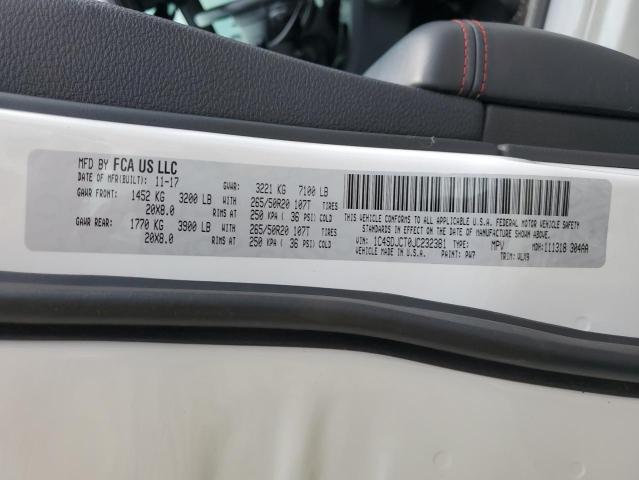 MFD BY FCA US LLC
DATE OF MFR(BUILT): 11-17 GVWR: 3221 KG 7100 LB
GAWR FRONT: 1452 KG 3200 LB WITH 265/50R20 107T TIRES
20X8.0 RIMS AT 250 KPA ( 36 PSI) COLD
GAWR REAR: 1770 KG 3900 LB WITH 265/50R20 107T TIRES
20X8.0 RIMS AT 250 KPA ( 36 PSI) COLD
THIS VEHICLE CONFORMS TO ALL APPLICABLE U.S.A. FEDERAL MOTOR VEHICLE SAFETY
STANDARDS IN EFFECT ON THE DATE OF MANUFACTURE SHOWN ABOVE.
VIN: 1C4SDJCT0JC232381 TYPE: MPV MDH:111318 304AA
VEHICLE MADE IN U.S.A. PAINT: PW7 TRIM: VLX9